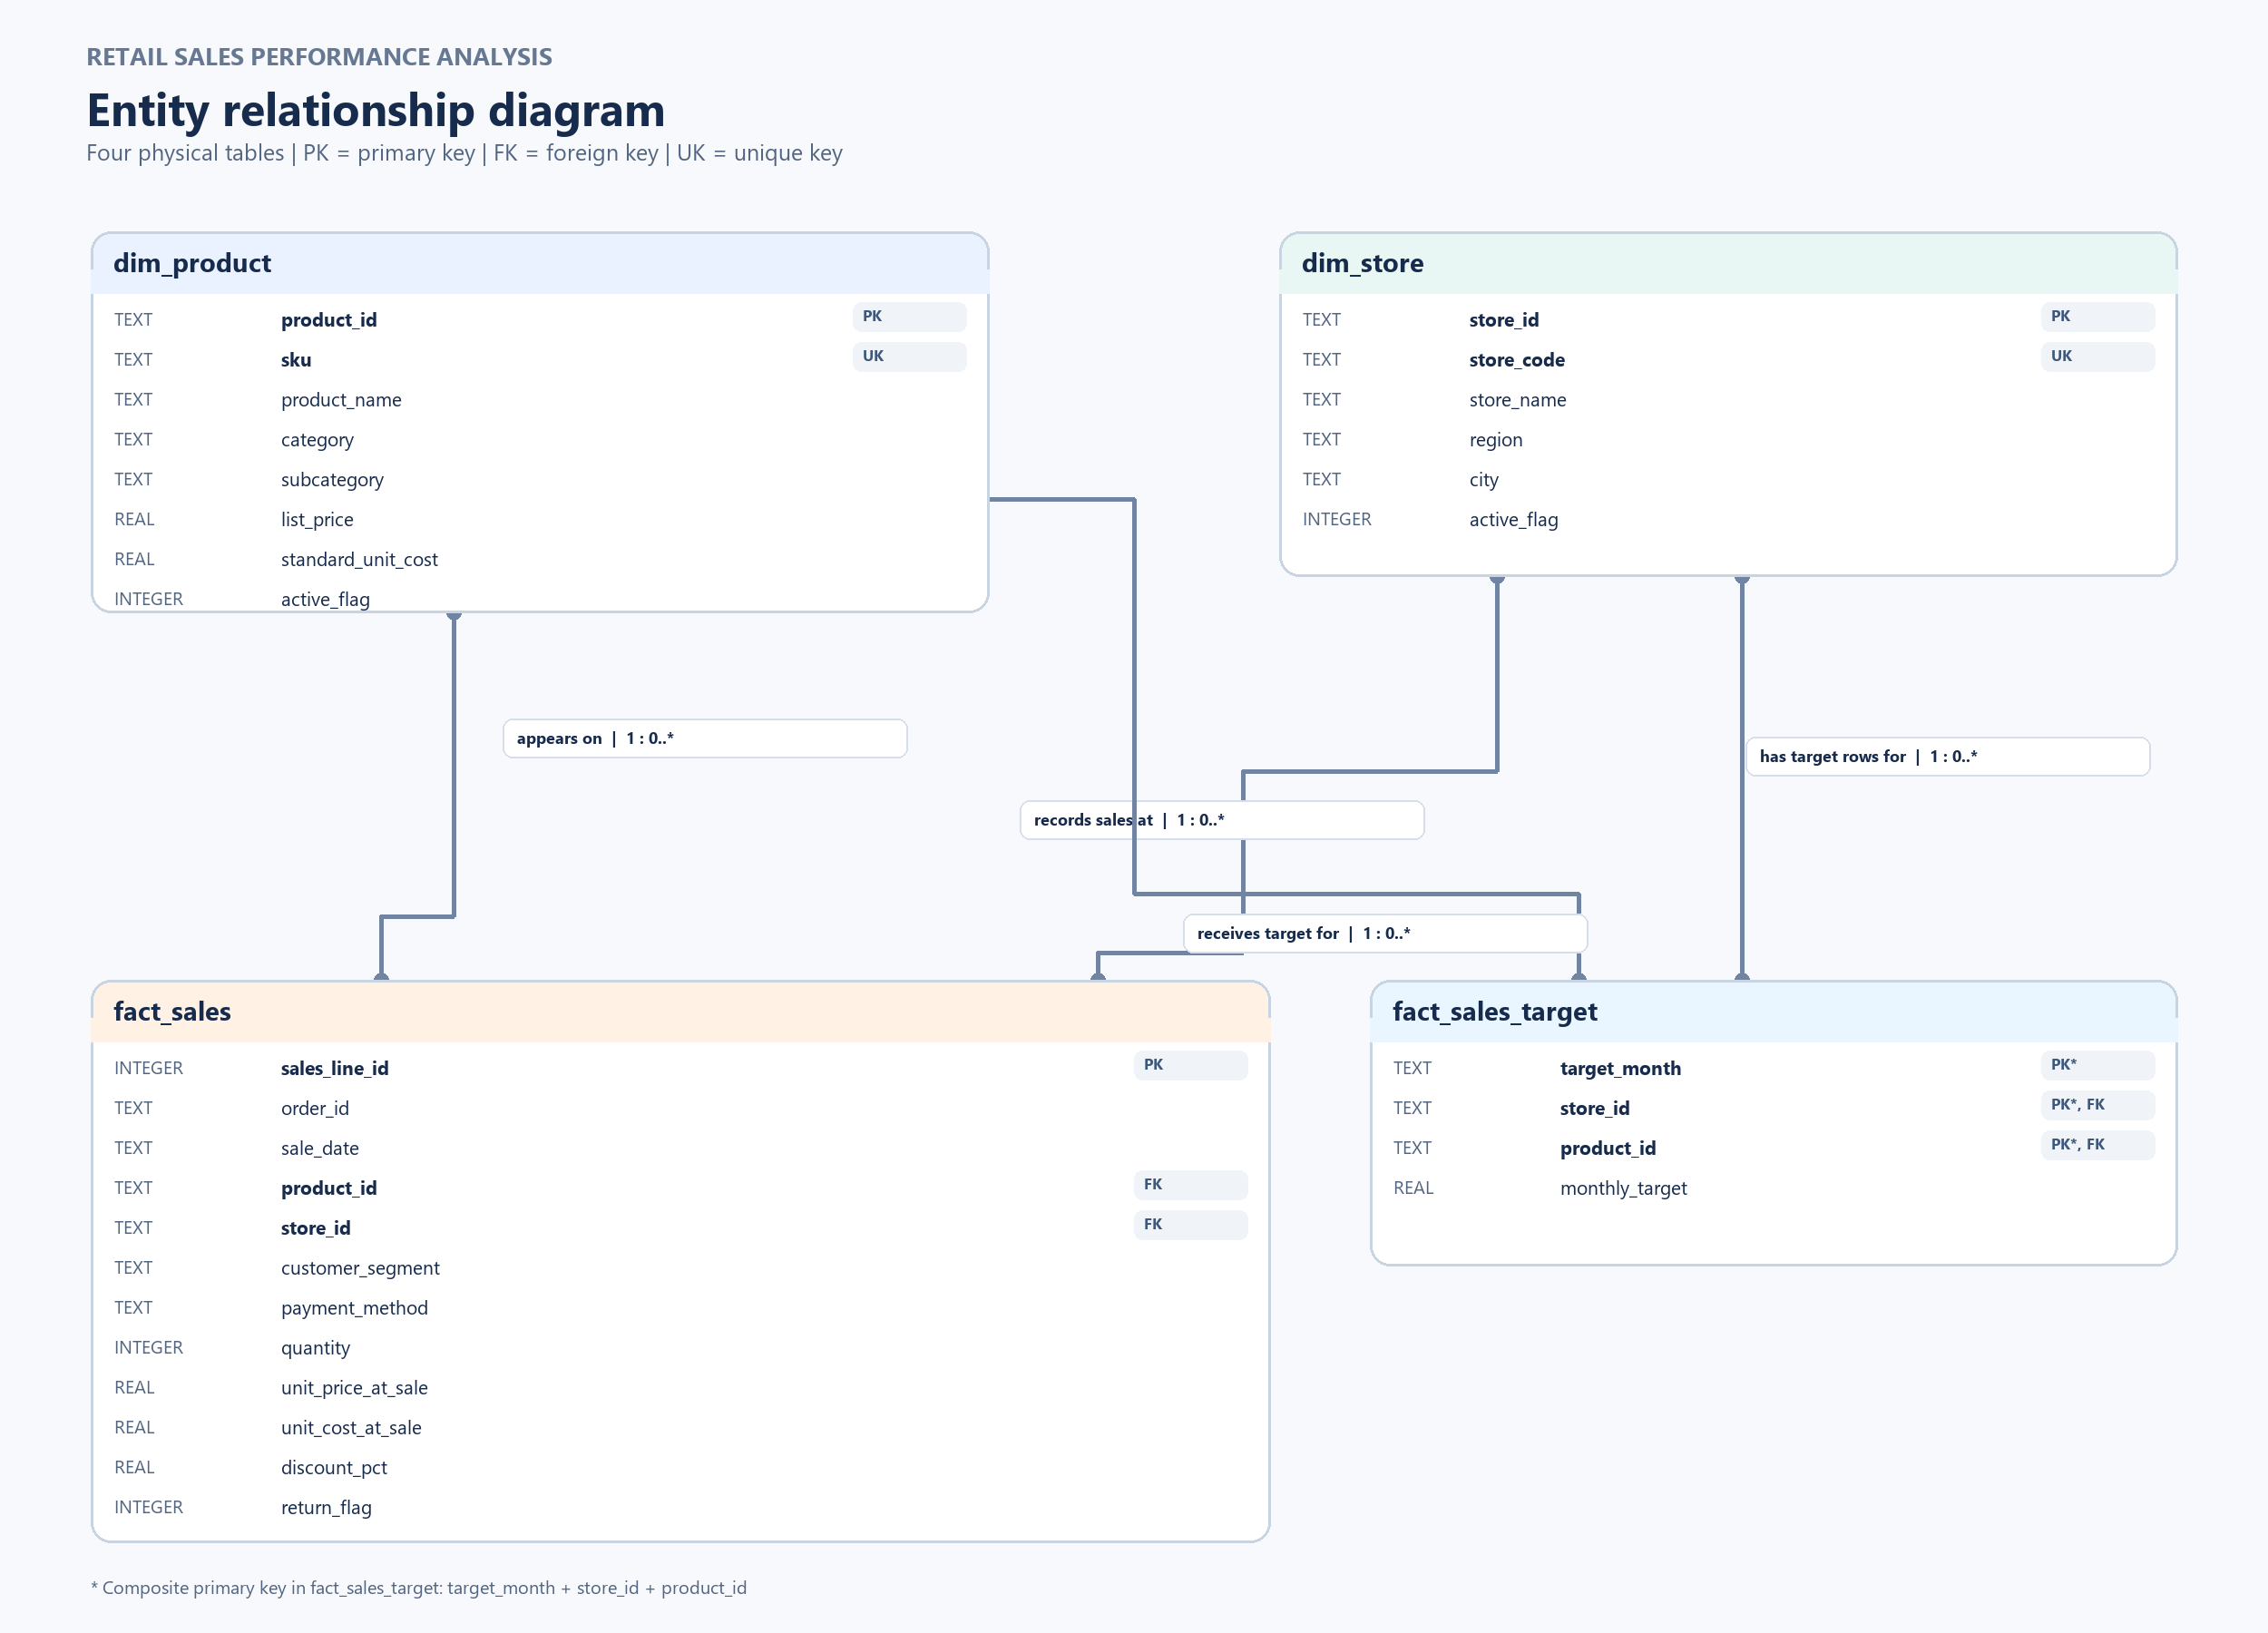 RETAIL SALES PERFORMANCE ANALYSIS
Entity relationship diagram
Four physical tables | PK = primary key | FK = foreign key | UK = unique key
dim_product
TEXT product_id PK
TEXT sku UK
TEXT product_name
TEXT category
TEXT subcategory
REAL list_price
REAL standard_unit_cost
INTEGER active_flag
dim_store
TEXT store_id PK
TEXT store_code UK
TEXT store_name
TEXT region
TEXT city
INTEGER active_flag
appears on | 1 : 0..*
has target rows for | 1 : 0..*
records sales at | 1 : 0..*
receives target for | 1 : 0..*
fact_sales
INTEGER sales_line_id PK
TEXT order_id
TEXT sale_date
TEXT product_id FK
TEXT store_id FK
TEXT customer_segment
TEXT payment_method
INTEGER quantity
REAL unit_price_at_sale
REAL unit_cost_at_sale
REAL discount_pct
INTEGER return_flag
fact_sales_target
TEXT target_month PK*
TEXT store_id PK*, FK
TEXT product_id PK*, FK
REAL monthly_target
* Composite primary key in fact_sales_target: target_month + store_id + product_id